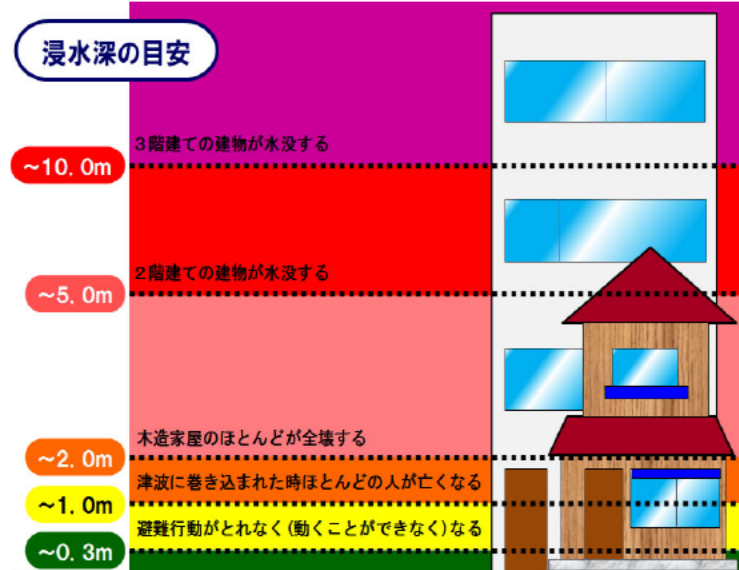 浸水深の目安
3階建ての建物が水没する
~10.0m
2階建ての建物が水没する
~5.0m
木造家屋のほとんどが全壊する
~2.0m
津波に巻き込まれた時ほとんどの人が亡くなる
~1.0m
避難行動がとれなく(動くことができなく)なる
~0.3m